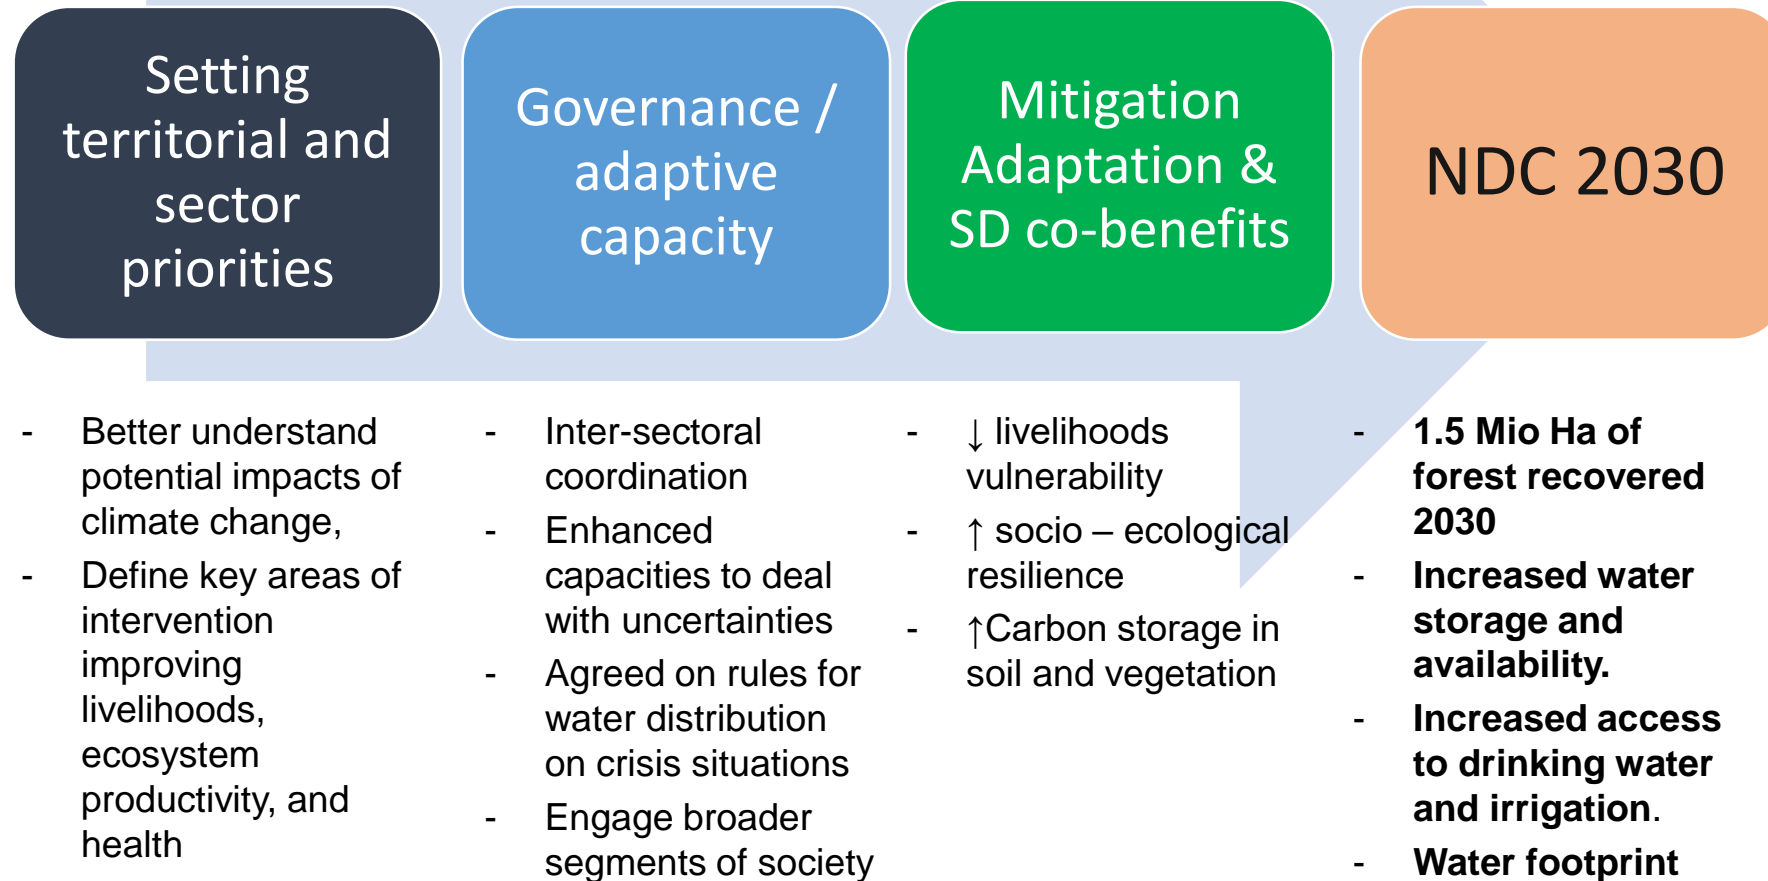 Setting
territorial and
sector
priorities
Governance /
adaptive
capacity
Mitigation
Adaptation &
SD co-benefits
NDC 2030
- Better understand
potential impacts of
climate change,
- Define key areas of
intervention
improving
livelihoods,
ecosystem
productivity, and
health
- Inter-sectoral
coordination
- Enhanced
capacities to deal
with uncertainties
- Agreed on rules for
water distribution
on crisis situations
- Engage broader
segments of society
- ↓ livelihoods
vulnerability
- ↑ socio – ecological
resilience
- ↑Carbon storage in
soil and vegetation
- 1.5 Mio Ha of
forest recovered
2030
- Increased water
storage and
availability.
- Increased access
to drinking water
and irrigation.
- Water footprint